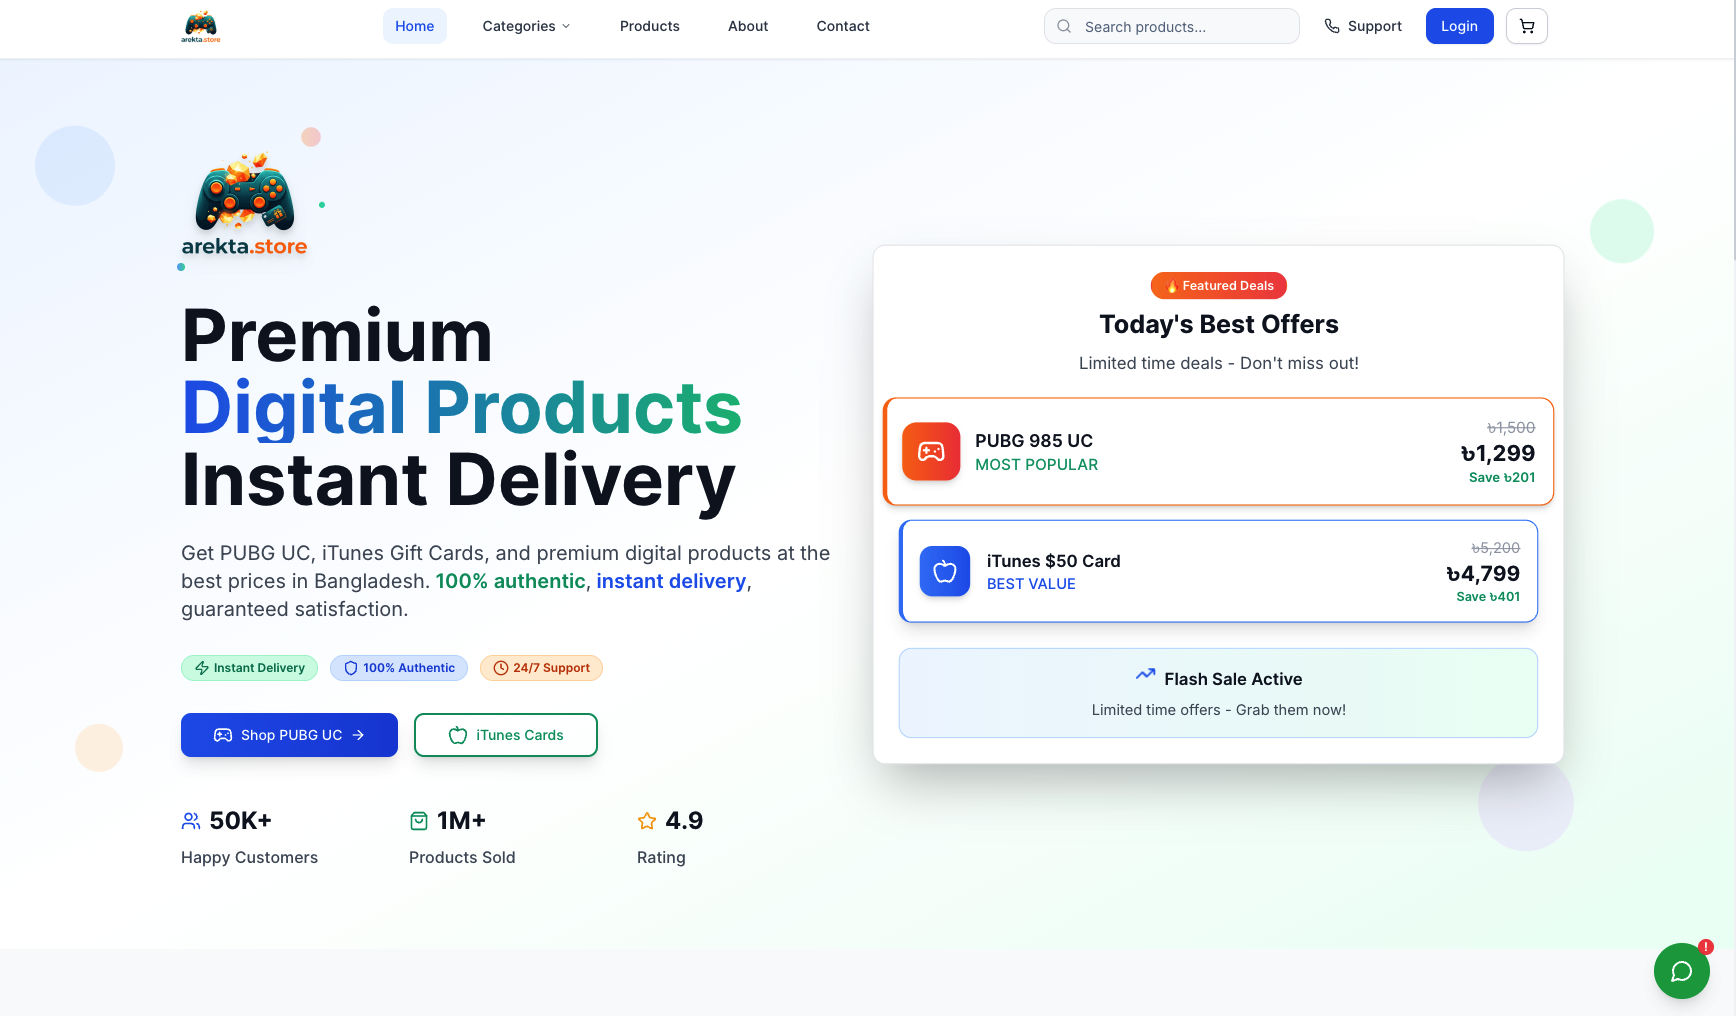 arekta.store
Home
Categories
Products
About
Contact
Search products...
Support
Login
arekta.store
Premium
Digital Products
Instant Delivery
Get PUBG UC, iTunes Gift Cards, and premium digital products at the
best prices in Bangladesh. 100% authentic, instant delivery,
guaranteed satisfaction.
Instant Delivery
100% Authentic
24/7 Support
Shop PUBG UC
iTunes Cards
50K+
Happy Customers
1M+
Products Sold
4.9
Rating
🔥 Featured Deals
Today's Best Offers
Limited time deals - Don't miss out!
PUBG 985 UC
MOST POPULAR
৳1,500
৳1,299
Save ৳201
iTunes $50 Card
BEST VALUE
৳5,200
৳4,799
Save ৳401
Flash Sale Active
Limited time offers - Grab them now!
!